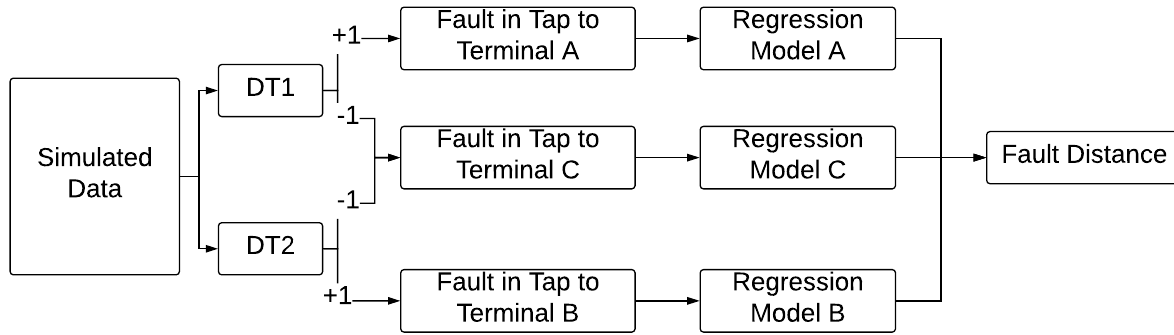 Simulated
Data
DT1
DT2
+1
-1
-1
+1
Fault in Tap to
Terminal A
Fault in Tap to
Terminal C
Fault in Tap to
Terminal B
Regression
Model A
Regression
Model C
Regression
Model B
Fault Distance